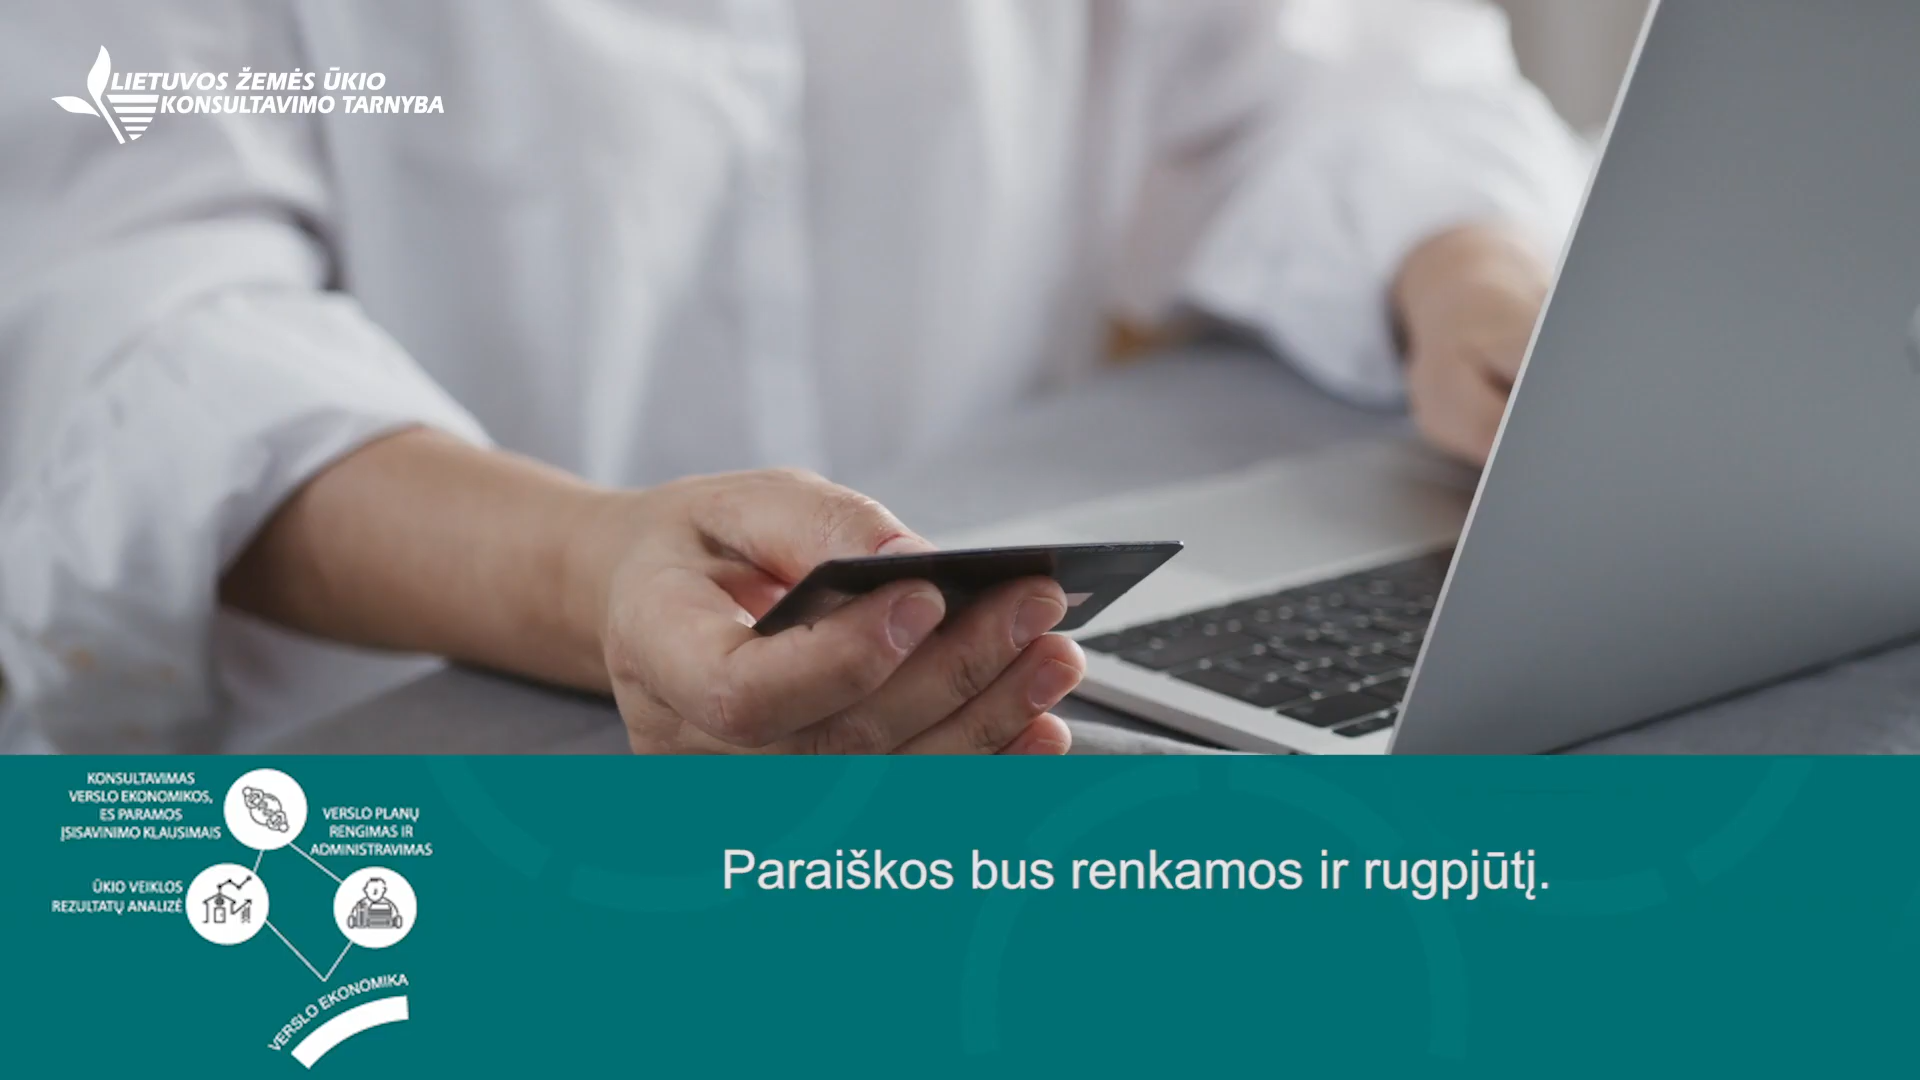 LIETUVOS ŽEMĖS ŪKIO
KONSULTAVIMO TARNYBA
KONSULTAVIMAS
VERSLO EKONOMIKOS,
ES PARAMOS
ĮSISAVINIMO KLAUSIMAIS
VERSLO PLANŲ
RENGIMAS IR
ADMINISTRAVIMAS
ŪKIO VEIKLOS
REZULTATŲ ANALIZĖ
VERSLO EKONOMIKA
Paraiškos bus renkamos ir rugpjūtį.